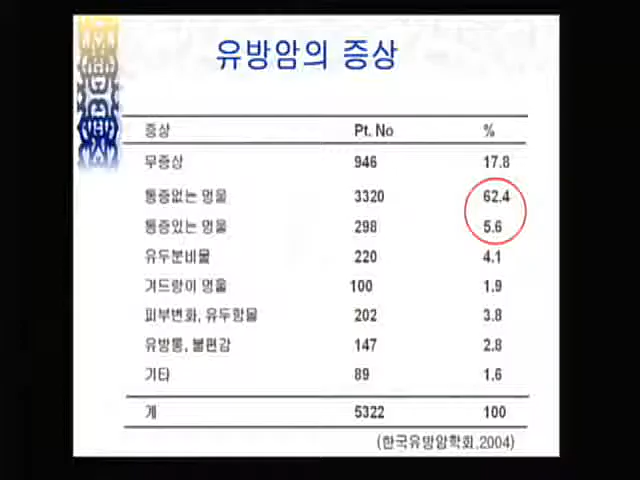 유방암의 증상
증상 Pt. No %
무증상 946 17.8
통증없는 멍울 3320 62.4
통증있는 멍울 298 5.6
유두분비물 220 4.1
겨드랑이 멍울 100 1.9
피부변화, 유두함몰 202 3.8
유방통, 불편감 147 2.8
기타 89 1.6
계 5322 100
(한국유방암학회,2004)